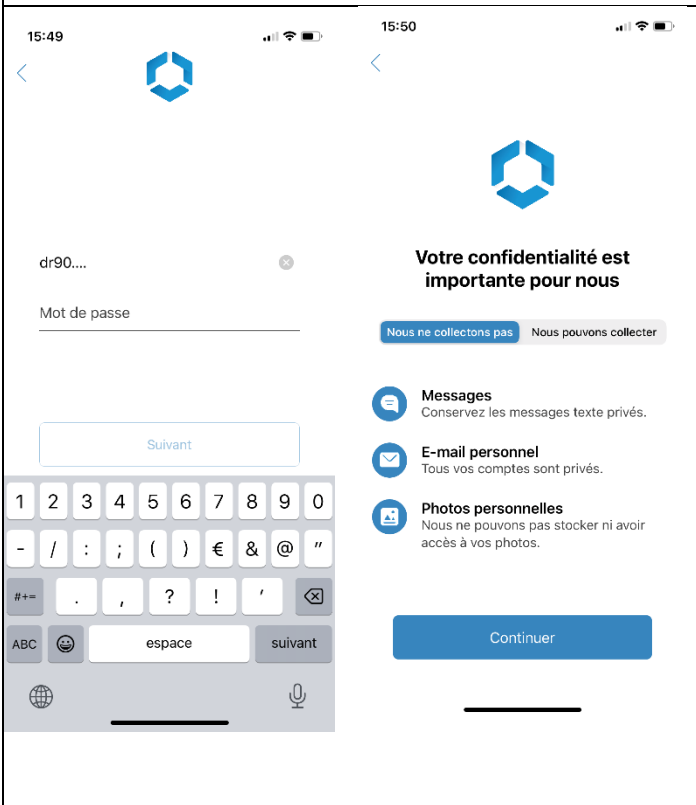 15:49
dr90....
Mot de passe
Suivant
1 2 3 4 5 6 7 8 9 0
- / : ; ( ) € & @ "
#+= . , ? ! '
ABC espace suivant
15:50
Votre confidentialité est
importante pour nous
Nous ne collectons pas Nous pouvons collecter
Messages
Conservez les messages texte privés.
E-mail personnel
Tous vos comptes sont privés.
Photos personnelles
Nous ne pouvons pas stocker ni avoir
accès à vos photos.
Continuer